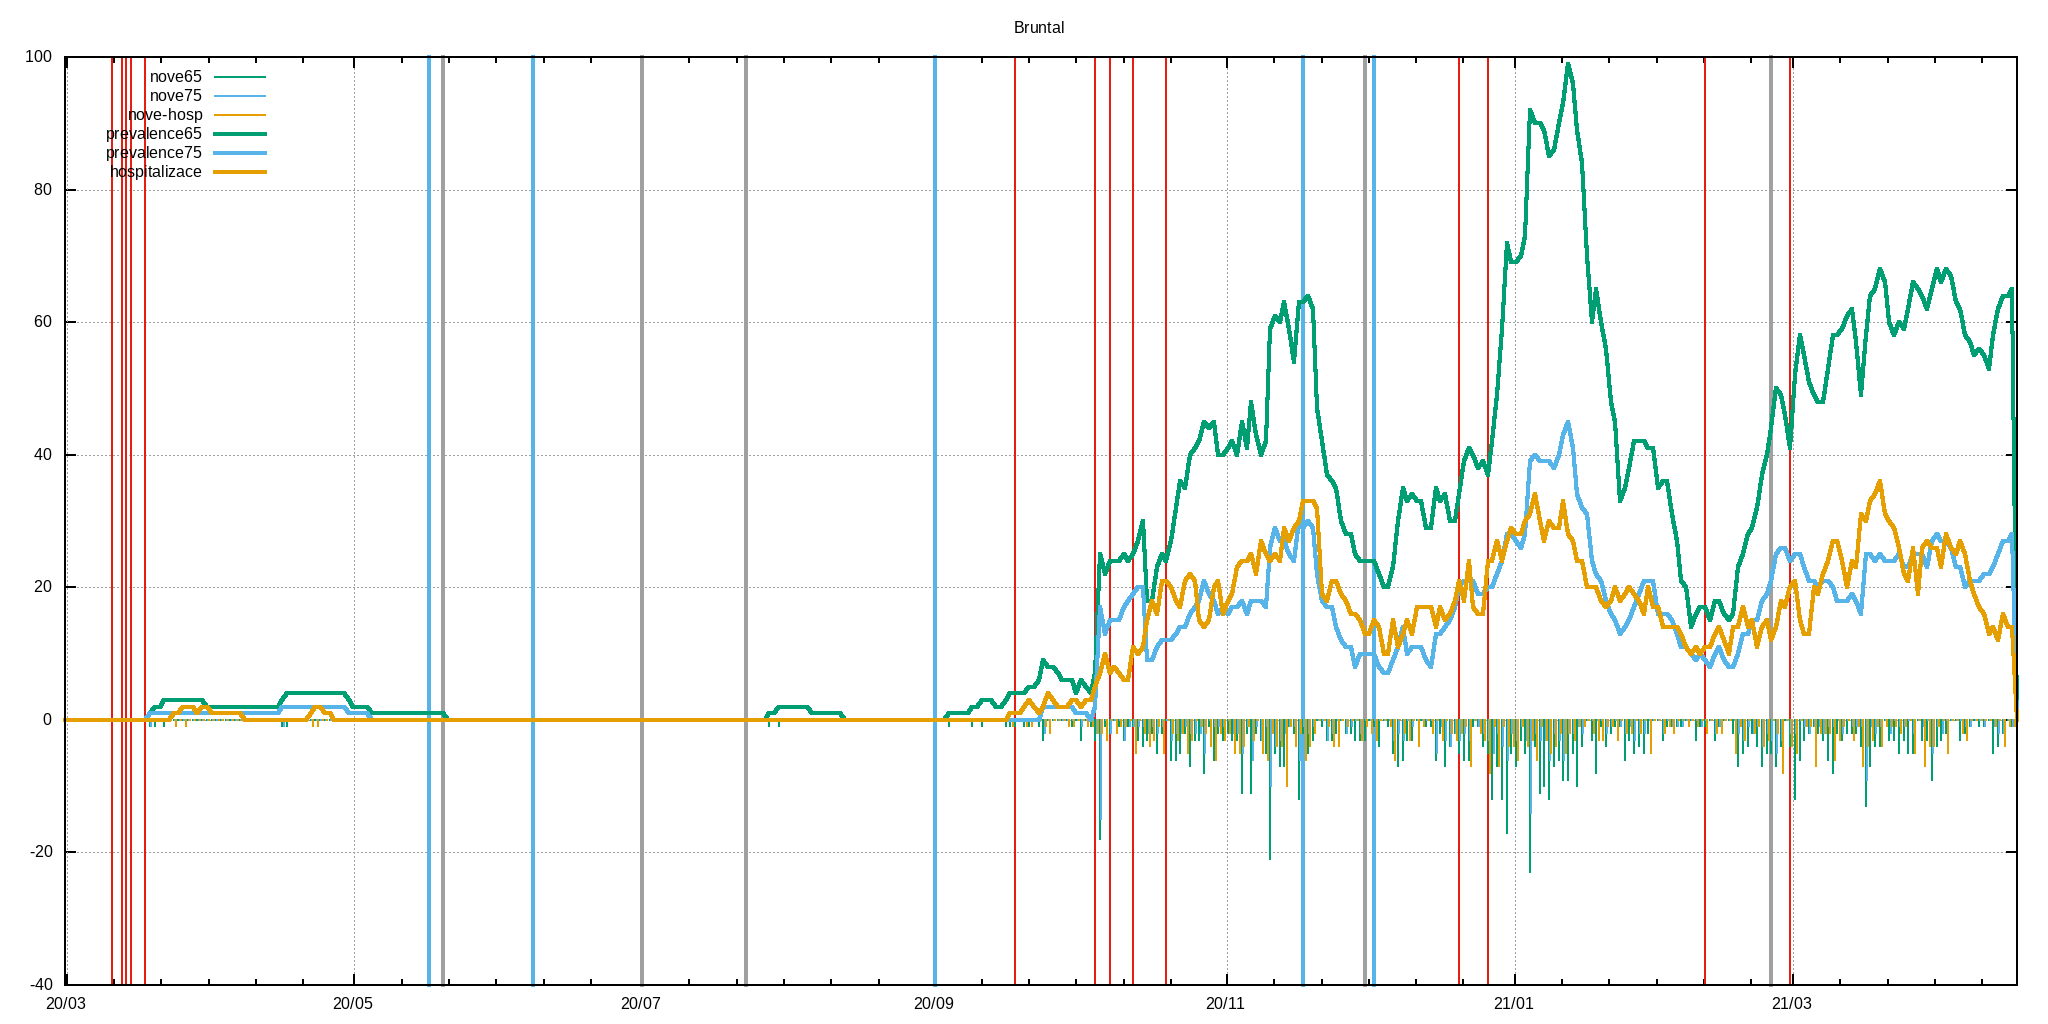 Bruntal
100
80
60
40
20
0
-20
-40
nove65
nove75
nove-hosp
prevalence65
prevalence75
hospitalizace
20/03 20/05 20/07 20/09 20/11 21/01 21/03